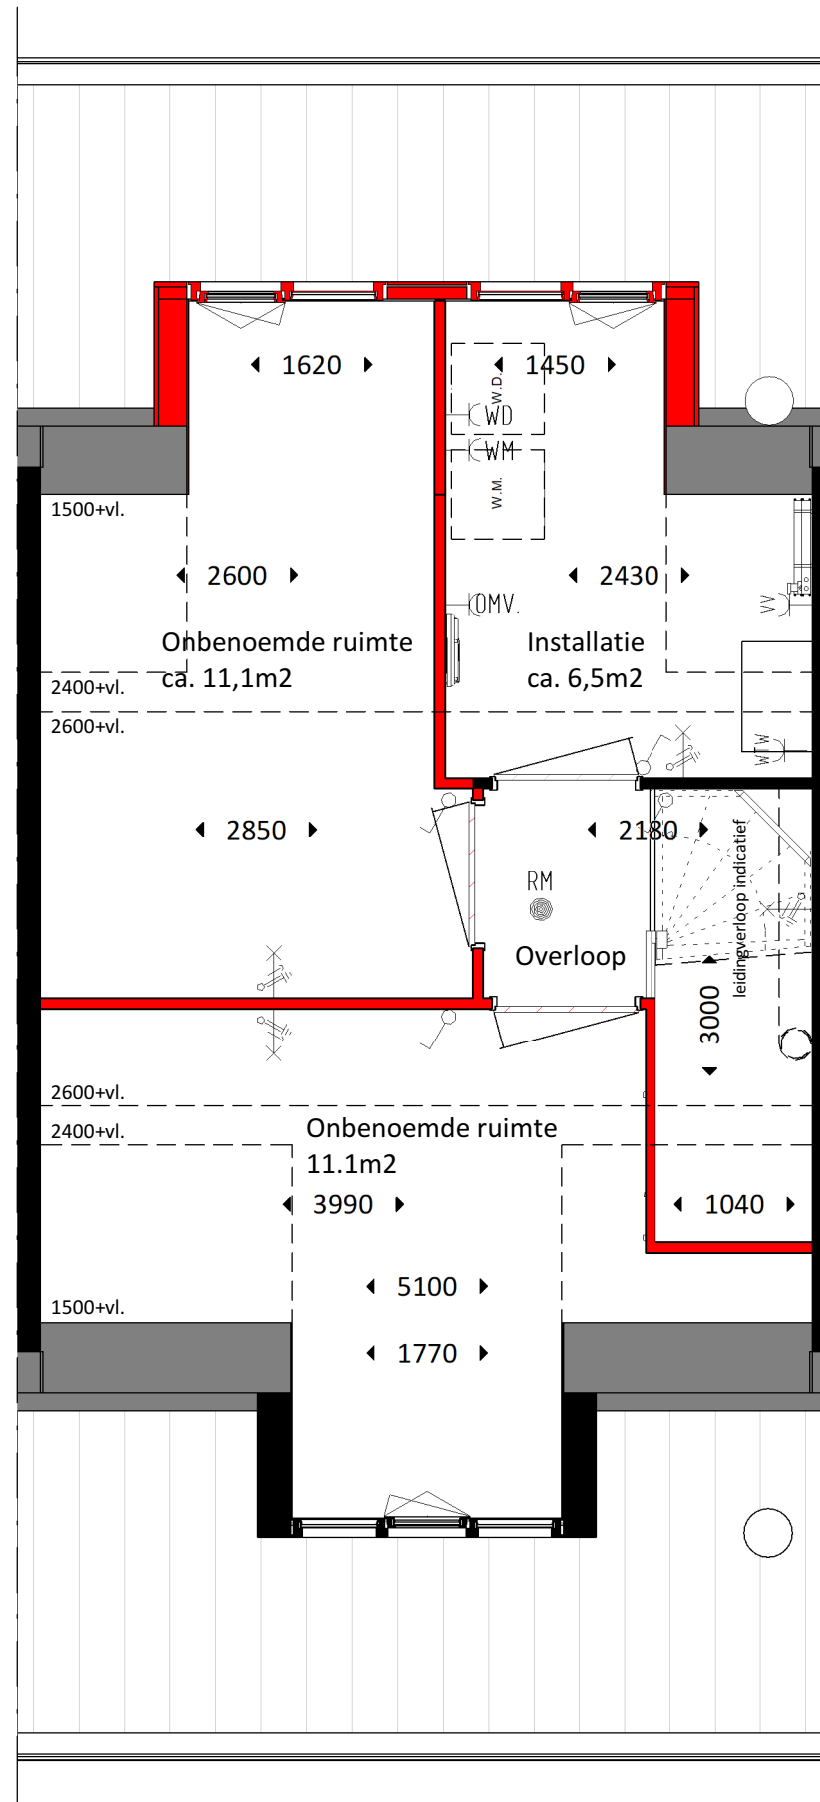 1620
1450
W.D.
WD
WM
W.M.
1500+vl.
2600
2430
OMV.
VV
Onbenoemde ruimte
ca. 11,1m2
Installatie
ca. 6,5m2
2400+vl.
2600+vl.
WTW
2850
2180
leidingverloop indicatief
RM
Overloop
3000
2600+vl.
2400+vl.
Onbenoemde ruimte
11.1m2
3990
1040
5100
1500+vl.
1770